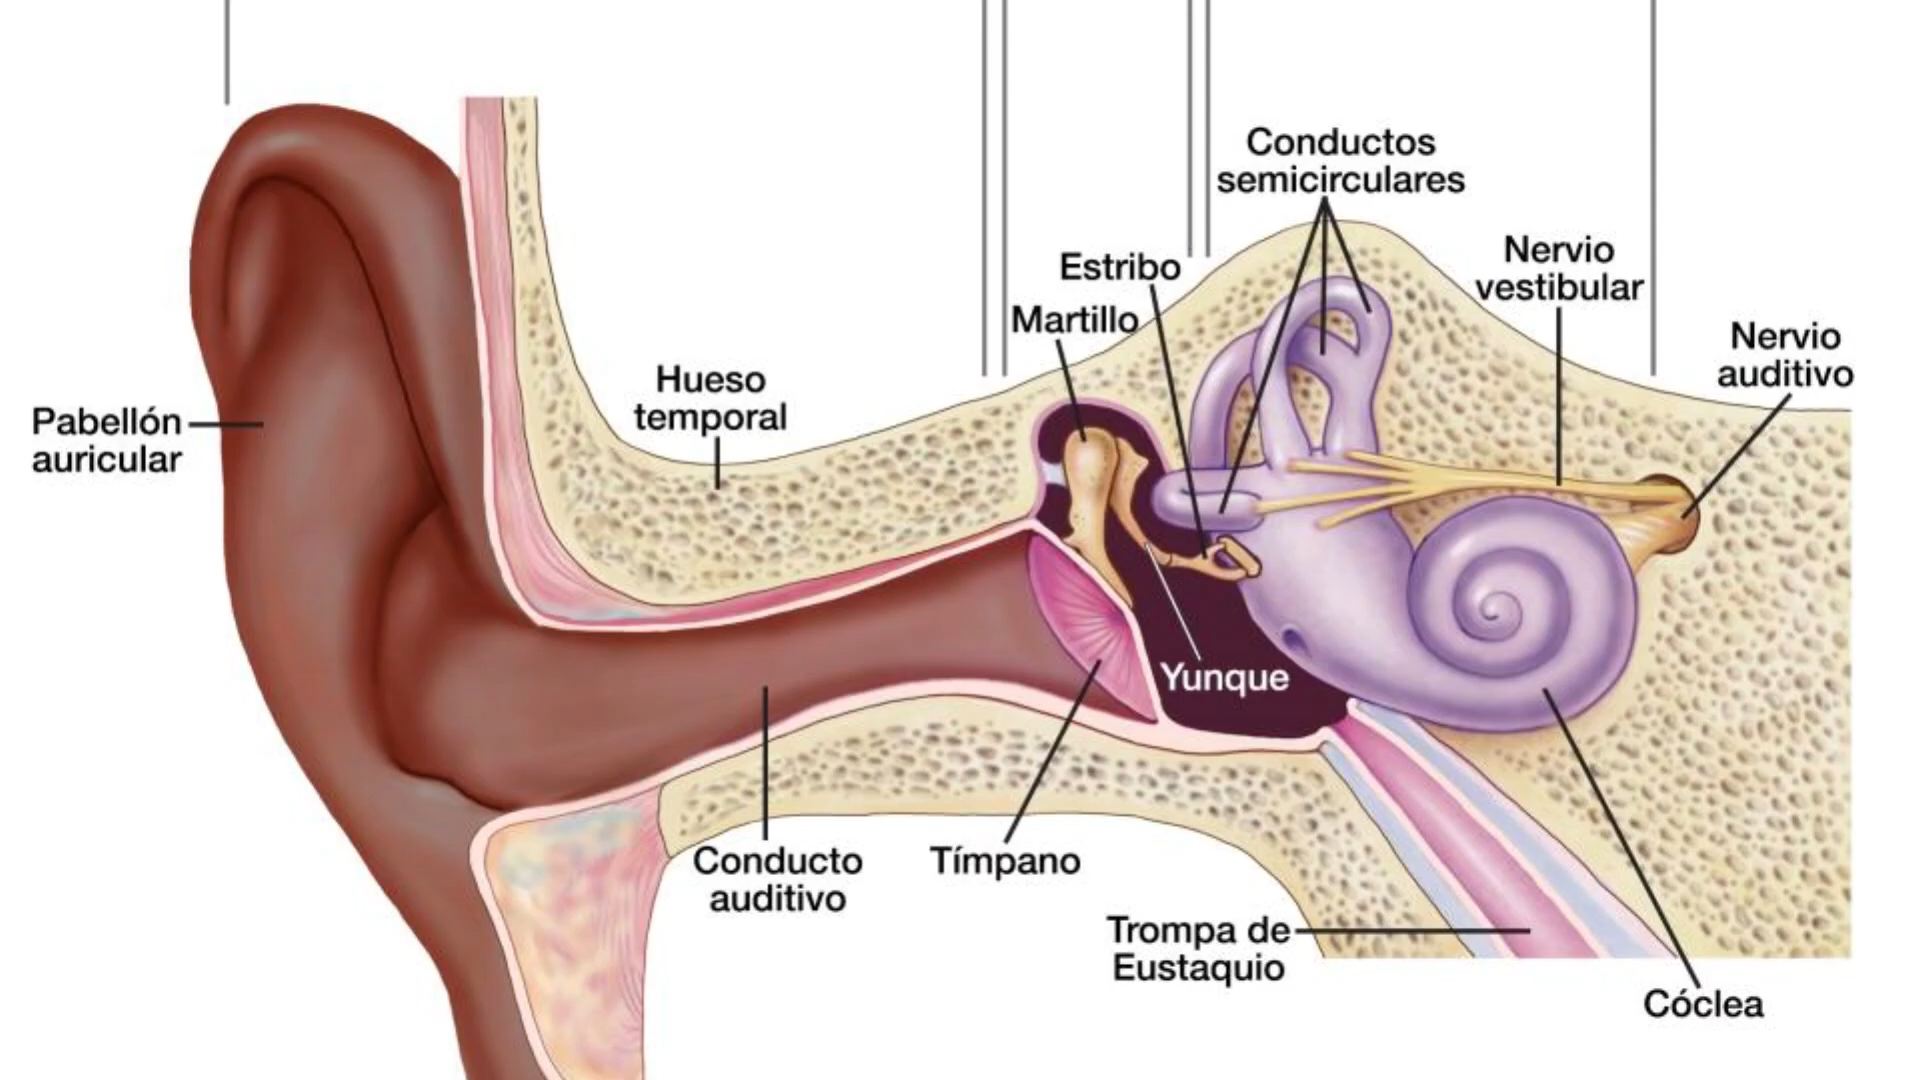 Conductos
semicirculares
Nervio
vestibular
Estribo
Martillo
Nervio
auditivo
Hueso
temporal
Pabellón
auricular
Yunque
Conducto
auditivo
Tímpano
Trompa de
Eustaquio
Cóclea